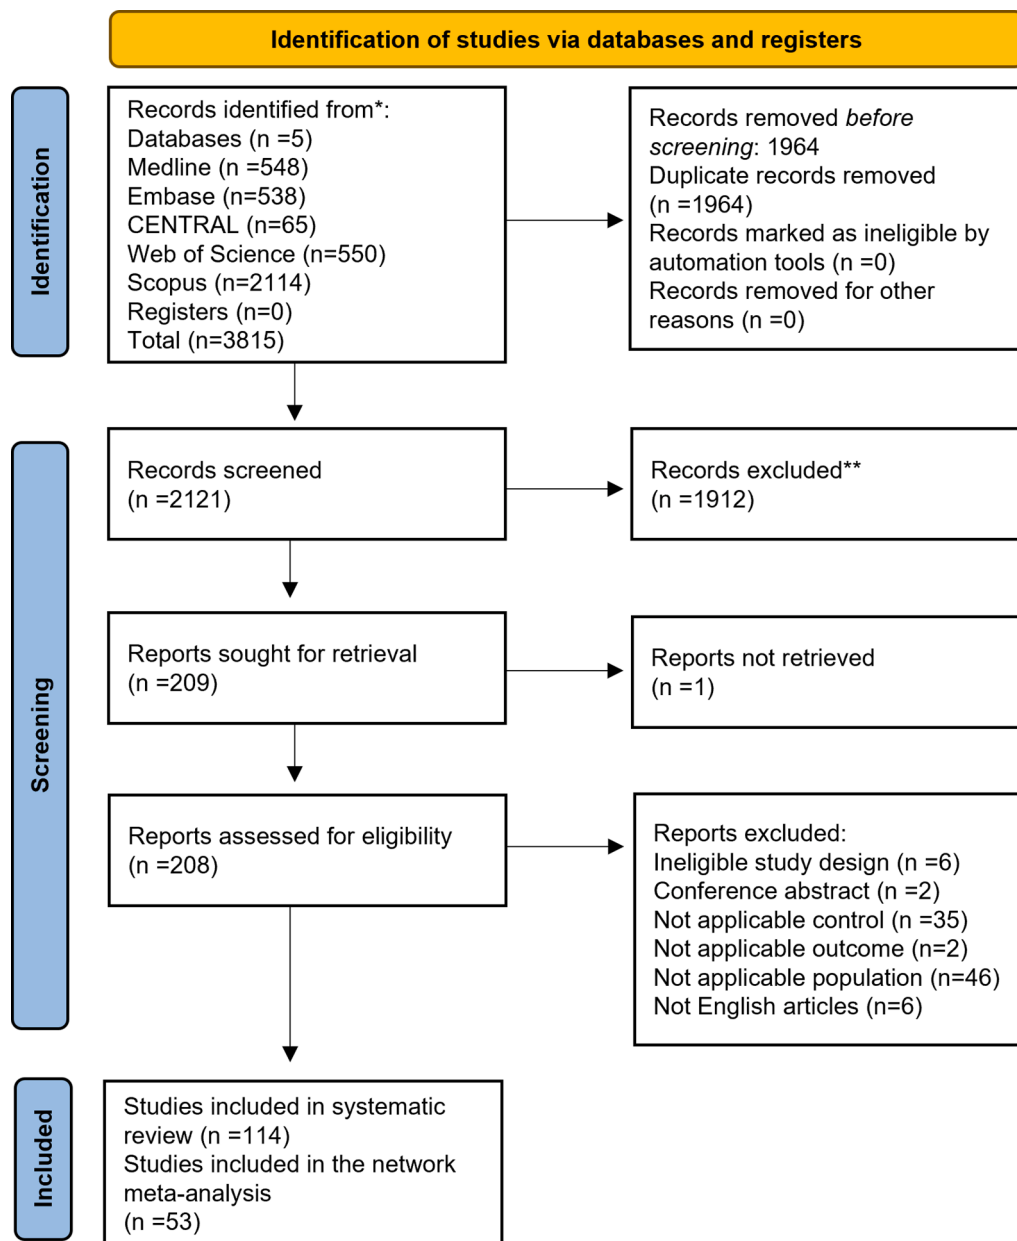 Identification of studies via databases and registers
Identification
Records identified from*:
Databases (n =5)
Medline (n =548)
Embase (n=538)
CENTRAL (n=65)
Web of Science (n=550)
Scopus (n=2114)
Registers (n=0)
Total (n=3815)
Records removed before
screening: 1964
Duplicate records removed
(n =1964)
Records marked as ineligible by
automation tools (n =0)
Records removed for other
reasons (n =0)
Screening
Records screened
(n =2121)
Records excluded**
(n =1912)
Reports sought for retrieval
(n =209)
Reports not retrieved
(n =1)
Reports assessed for eligibility
(n =208)
Reports excluded:
Ineligible study design (n =6)
Conference abstract (n =2)
Not applicable control (n =35)
Not applicable outcome (n=2)
Not applicable population (n=46)
Not English articles (n=6)
Included
Studies included in systematic
review (n =114)
Studies included in the network
meta-analysis
(n =53)